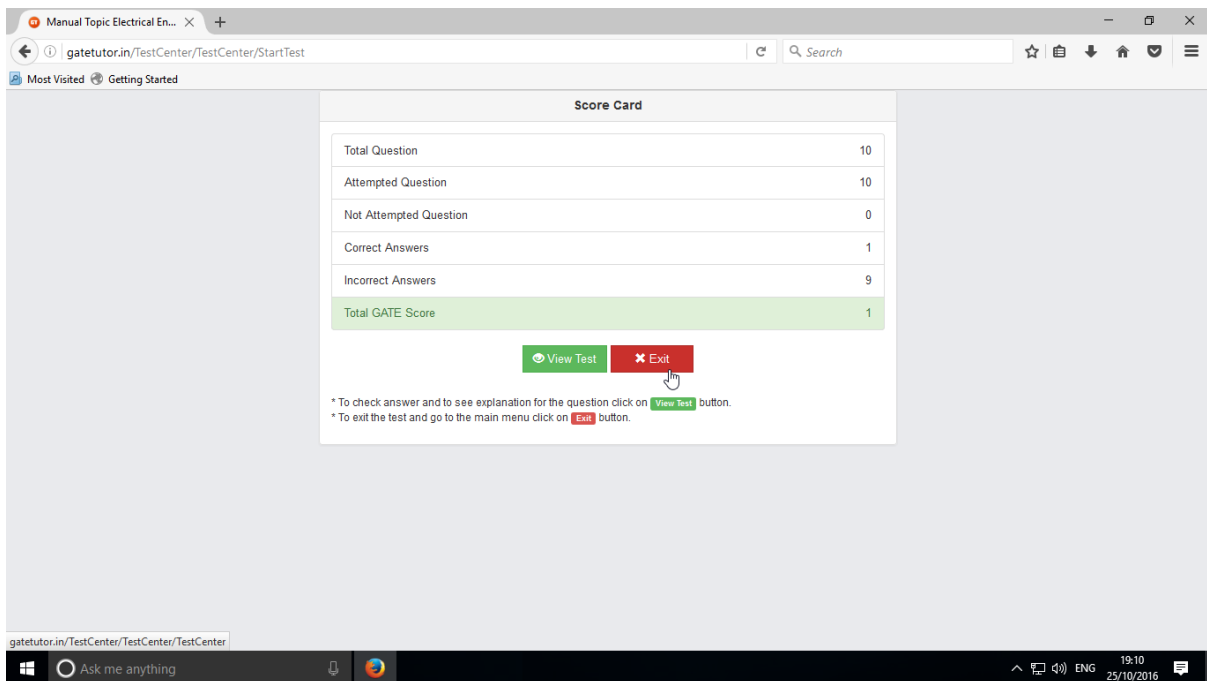 Manual Topic Electrical En...
gatetutor.in/TestCenter/TestCenter/StartTest
Search
Most Visited Getting Started
Score Card
Total Question 10
Attempted Question 10
Not Attempted Question 0
Correct Answers 1
Incorrect Answers 9
Total GATE Score 1
View Test Exit
* To check answer and to see explanation for the question click on View Test button.
* To exit the test and go to the main menu click on Exit button.
gatetutor.in/TestCenter/TestCenter/TestCenter
Ask me anything
ENG
19:10
25/10/2016